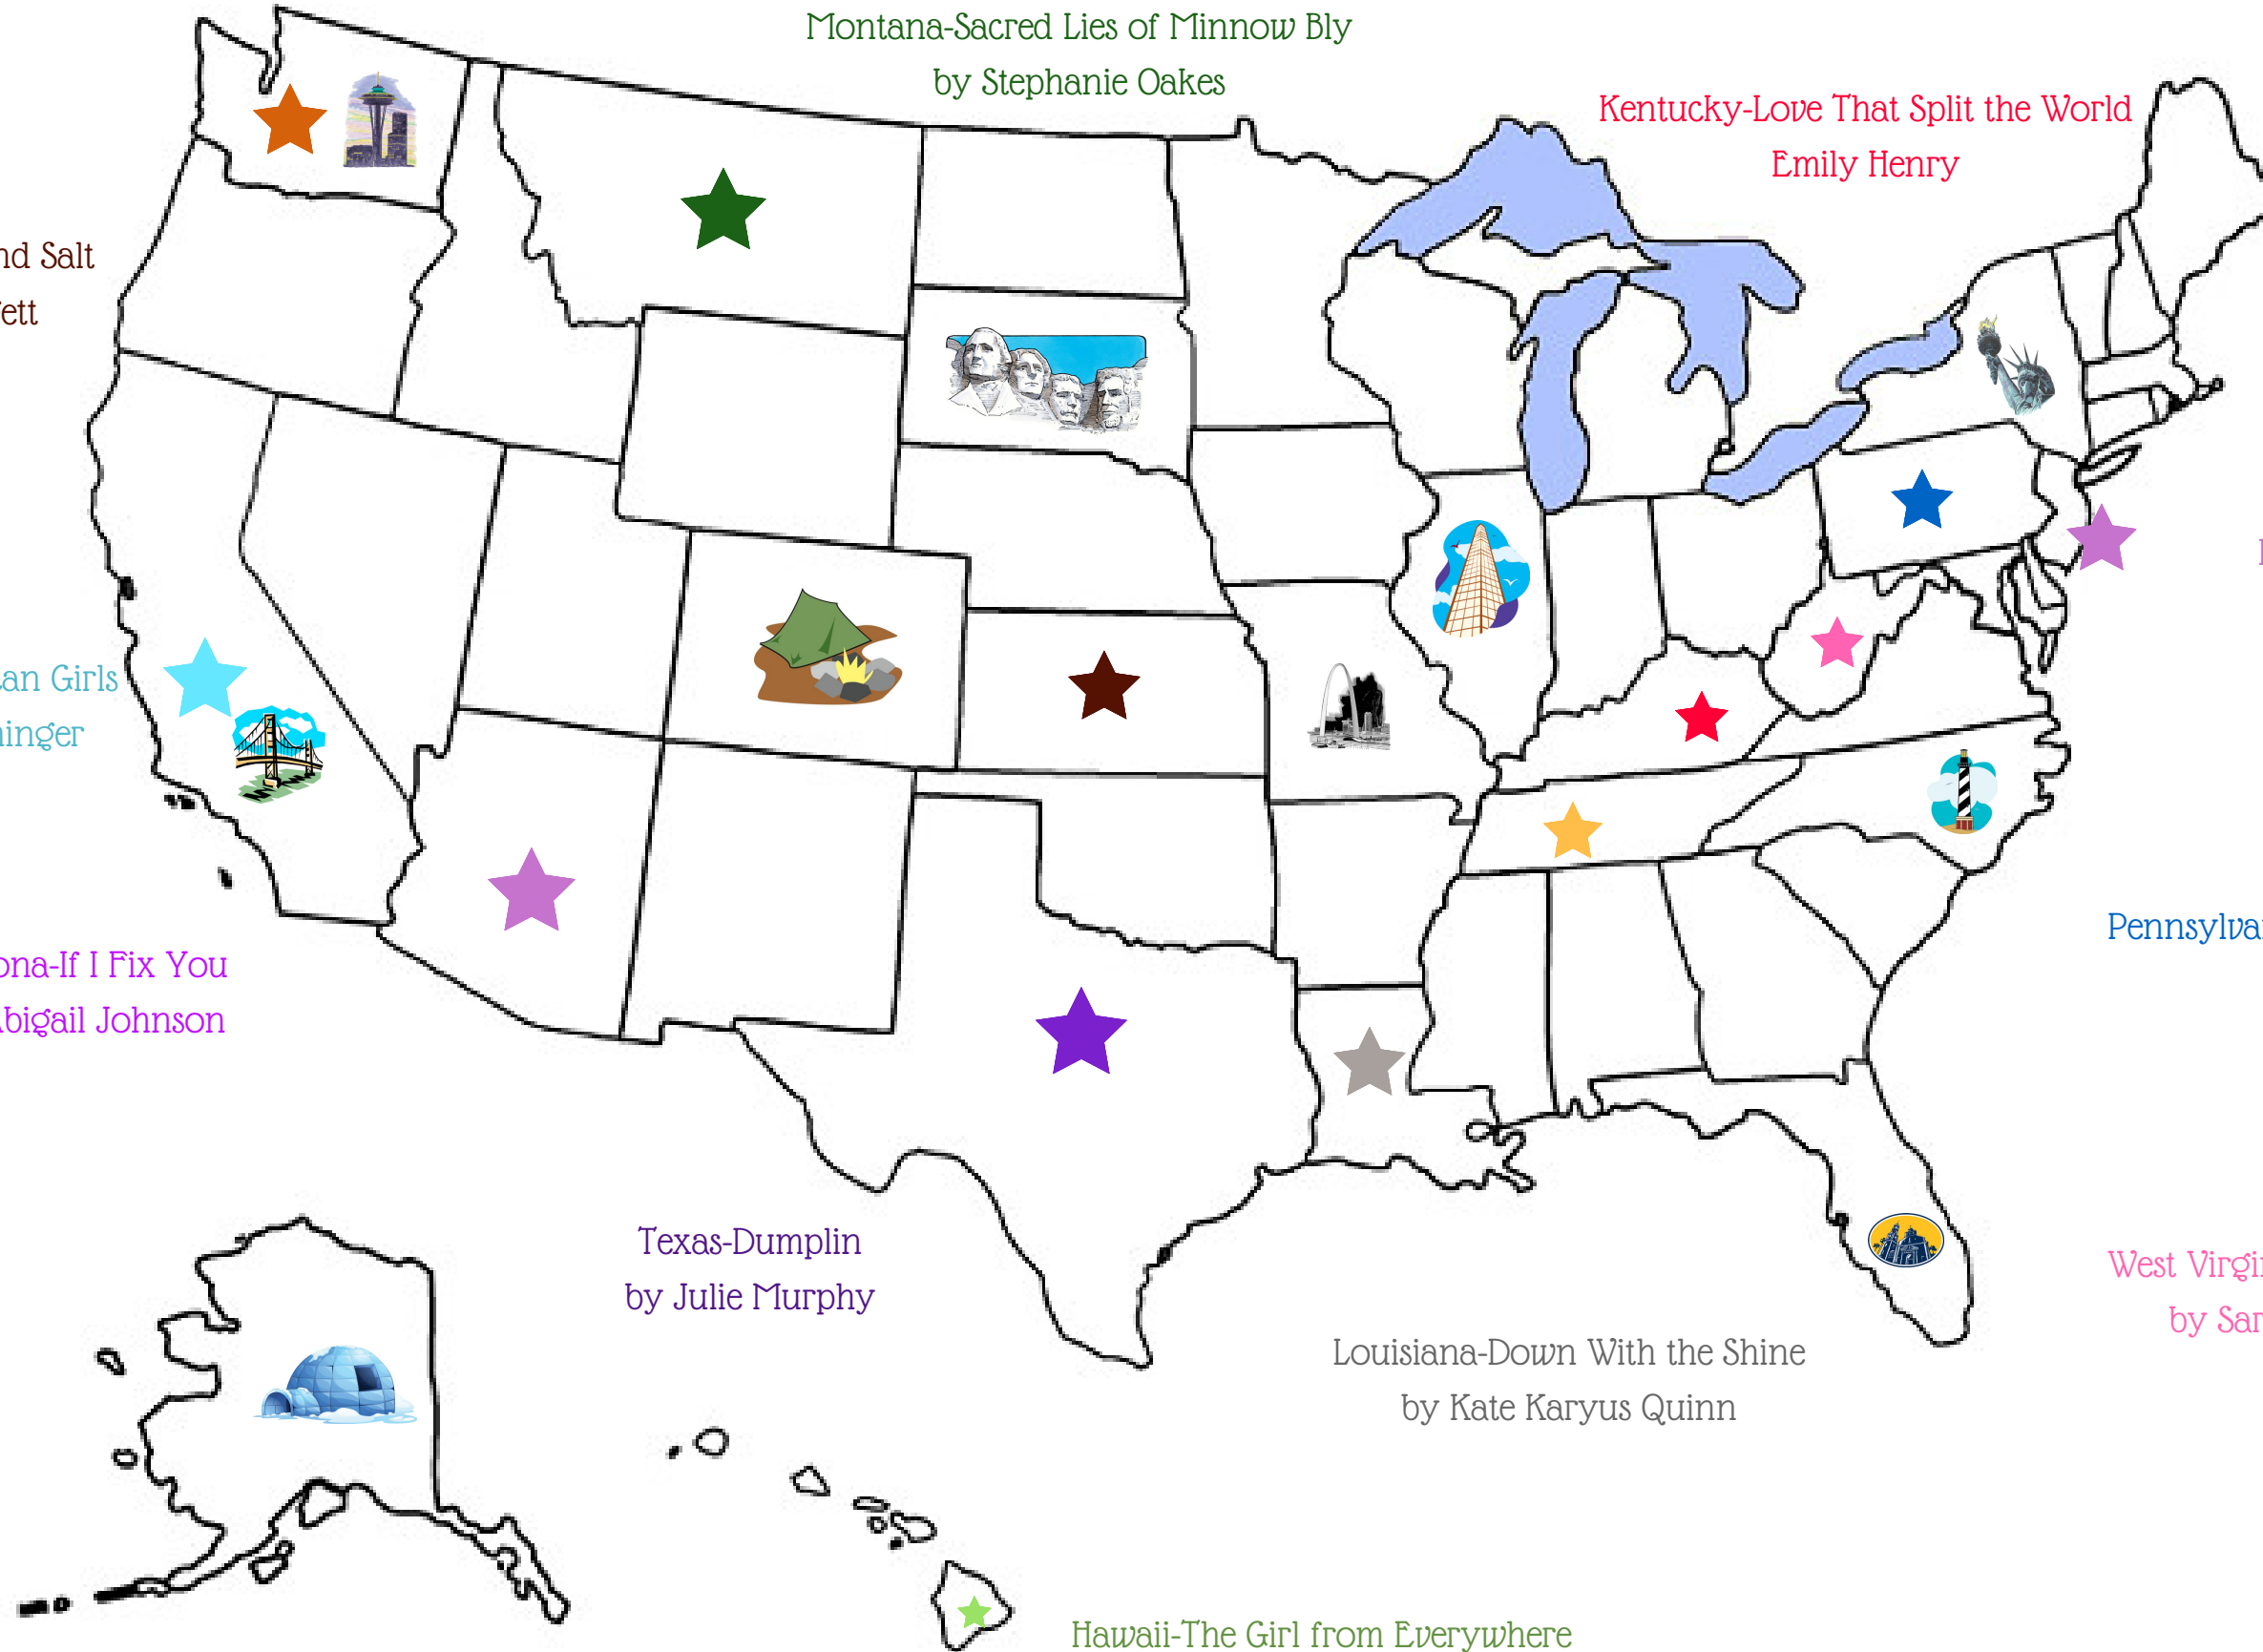 Montana-Sacred Lies of Minnow Bly
by Stephanie Oakes
Kentucky-Love That Split the World
Emily Henry
nd Salt
ett
an Girls
inger
ona-If I Fix You
Abigail Johnson
Pennsylva
Texas-Dumplin
by Julie Murphy
West Virgi
by Sar
Louisiana-Down With the Shine
by Kate Karyus Quinn
Hawaii-The Girl from Everywhere